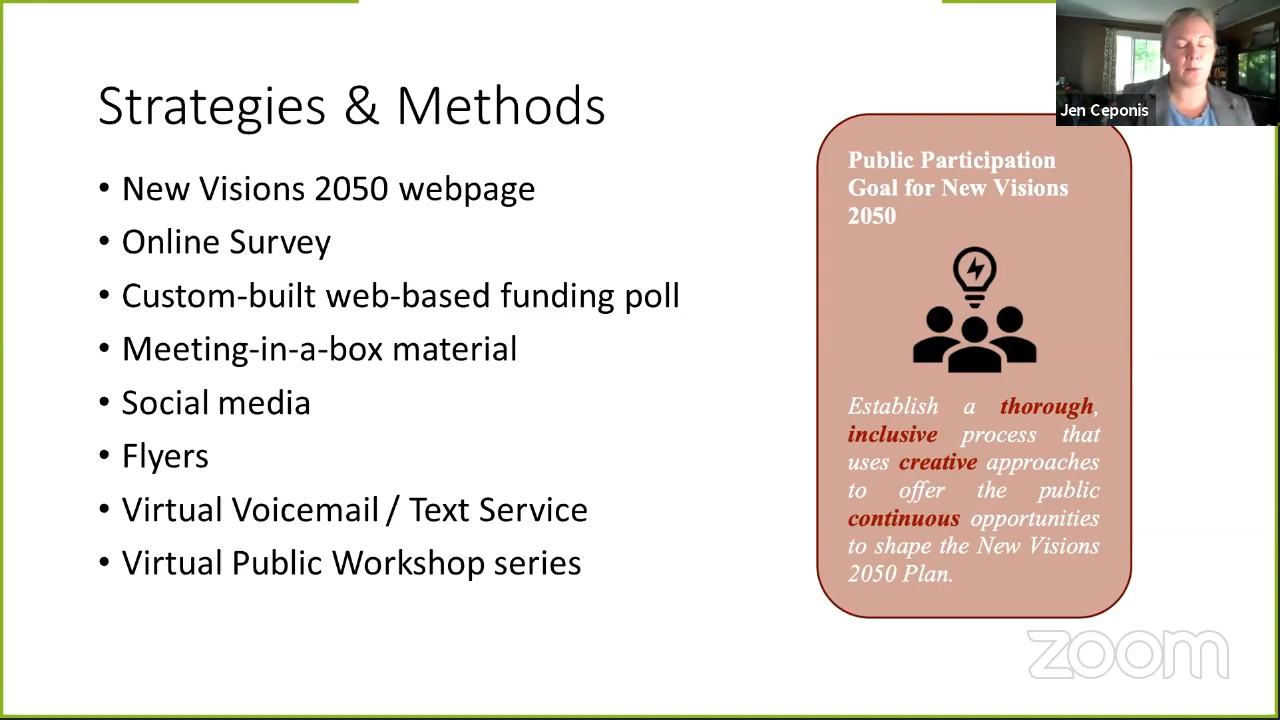 Strategies & Methods
• New Visions 2050 webpage
• Online Survey
• Custom-built web-based funding poll
• Meeting-in-a-box material
• Social media
• Flyers
• Virtual Voicemail / Text Service
• Virtual Public Workshop series
Jen Ceponis
Public Participation
Goal for New Visions
2050
Establish a thorough,
inclusive process that
uses creative approaches
to offer the public
continuous opportunities
to shape the New Visions
2050 Plan.
zoom